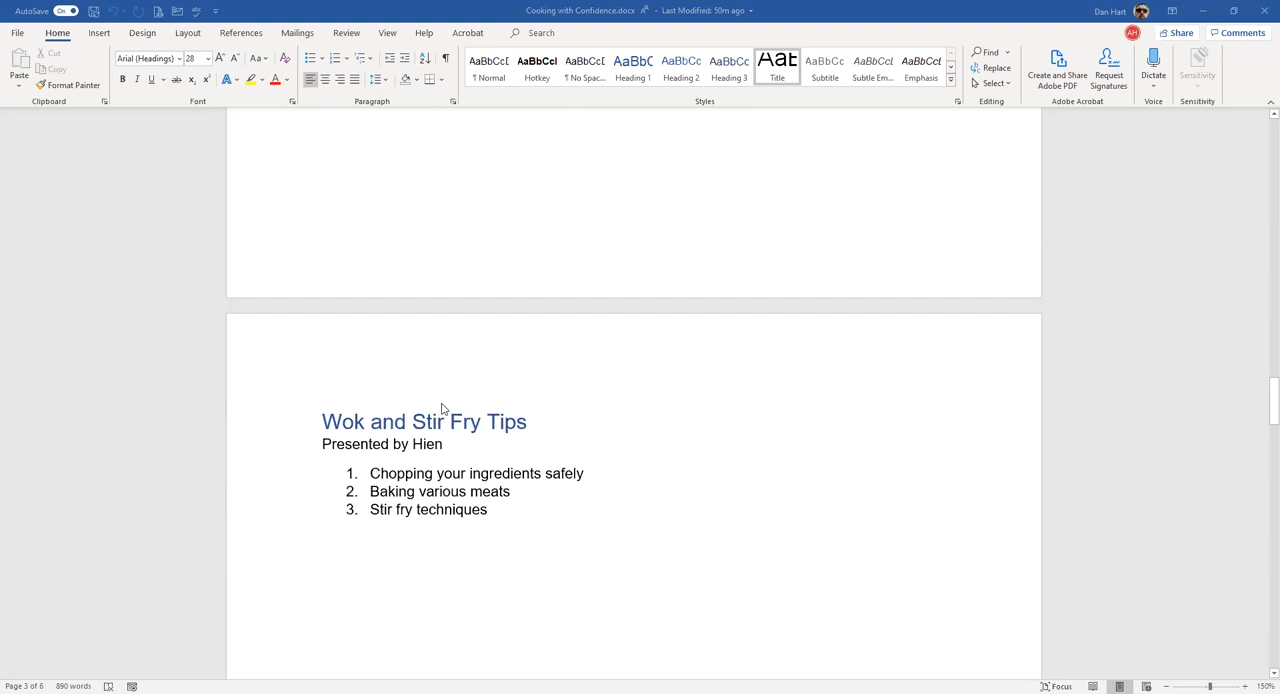 AutoSave On Cooking with Confidence.docx - Last Modified: 50m ago Dan Hart
File Home Insert Design Layout References Mailings Review View Help Acrobat Search AH Share Comments
Paste Cut Copy Format Painter
Clipboard
Arial (Headings) 28 A A Aa A
B I U ab x₂ x² A A
Font
Paragraph
AaBbCcI AaBbCcI AaBbCcI AaBbC AaBbCc AaBbCc AaB AaBbCc AaBbCcI AaBbCcI
¶ Normal Hotkey ¶ No Spac... Heading 1 Heading 2 Heading 3 Title Subtitle Subtle Em... Emphasis
Styles
Find
Replace
Select
Editing
Create and Share Adobe PDF
Request Signatures
Adobe Acrobat
Dictate
Voice
Sensitivity
Sensitivity
Wok and Stir Fry Tips
Presented by Hien
1. Chopping your ingredients safely
2. Baking various meats
3. Stir fry techniques
Page 3 of 6 890 words Focus 150%